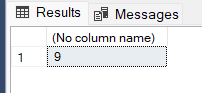 Results Messages
(No column name)
1 9